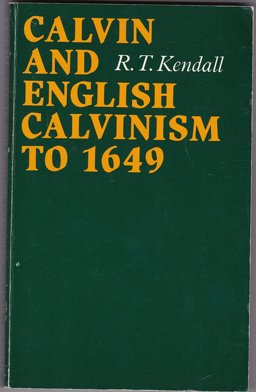 CALVIN
AND R. T. Kendall
ENGLISH
CALVINISM
TO 1649